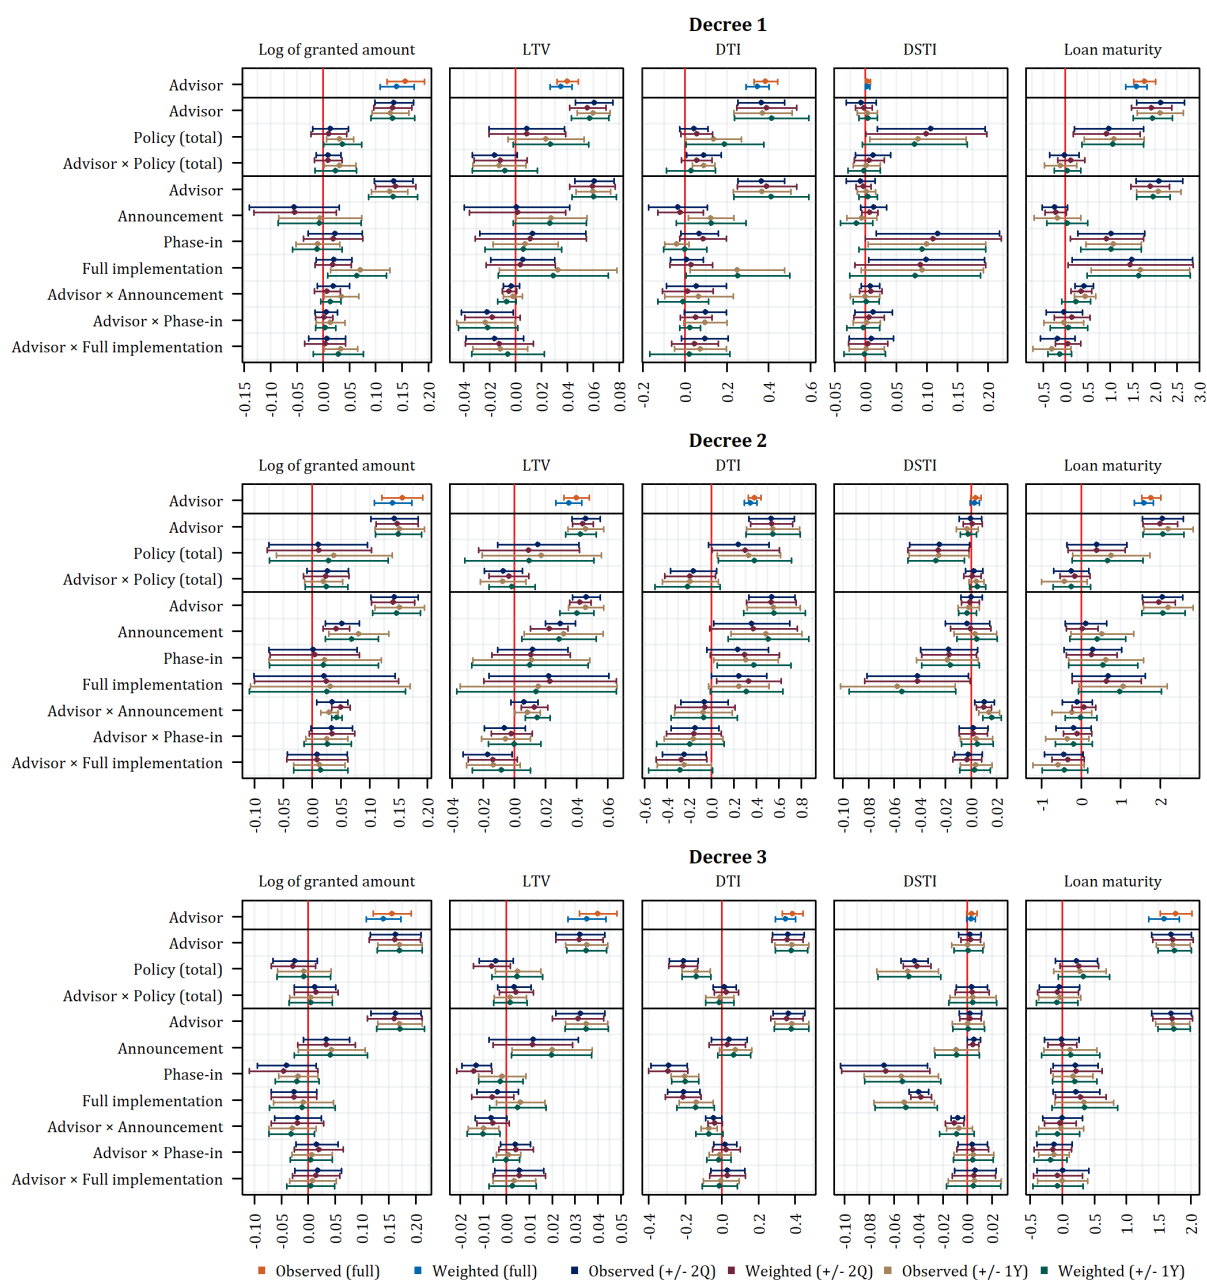 Decree 1
Log of granted amount LTV DTI DSTI Loan maturity
Advisor
Advisor
Policy (total)
Advisor × Policy (total)
Advisor
Announcement
Phase-in
Full implementation
Advisor × Announcement
Advisor × Phase-in
Advisor × Full implementation
-0.15 -0.10 -0.05 0.00 0.05 0.10 0.15 0.20 -0.04 -0.02 0.00 0.02 0.04 0.06 0.08 -0.2 0.0 0.2 0.4 0.6 -0.05 0.00 0.05 0.10 0.15 0.20 -0.5 0.0 0.5 1.0 1.5 2.0 2.5 3.0
Decree 2
Log of granted amount LTV DTI DSTI Loan maturity
Advisor
Advisor
Policy (total)
Advisor × Policy (total)
Advisor
Announcement
Phase-in
Full implementation
Advisor × Announcement
Advisor × Phase-in
Advisor × Full implementation
-0.10 -0.05 0.00 0.05 0.10 0.15 0.20 -0.04 -0.02 0.00 0.02 0.04 0.06 -0.6 -0.4 -0.2 0.0 0.2 0.4 0.6 0.8 -0.10 -0.08 -0.06 -0.04 -0.02 0.00 0.02 -1 0 1 2
Decree 3
Log of granted amount LTV DTI DSTI Loan maturity
Advisor
Advisor
Policy (total)
Advisor × Policy (total)
Advisor
Announcement
Phase-in
Full implementation
Advisor × Announcement
Advisor × Phase-in
Advisor × Full implementation
-0.10 -0.05 0.00 0.05 0.10 0.15 0.20 -0.02 -0.01 0.00 0.01 0.02 0.03 0.04 0.05 -0.4 -0.2 0.0 0.2 0.4 -0.10 -0.08 -0.06 -0.04 -0.02 0.00 0.02 -0.5 0.0 0.5 1.0 1.5 2.0
Observed (full) Weighted (full) Observed (+/- 2Q) Weighted (+/- 2Q) Observed (+/- 1Y) Weighted (+/- 1Y)